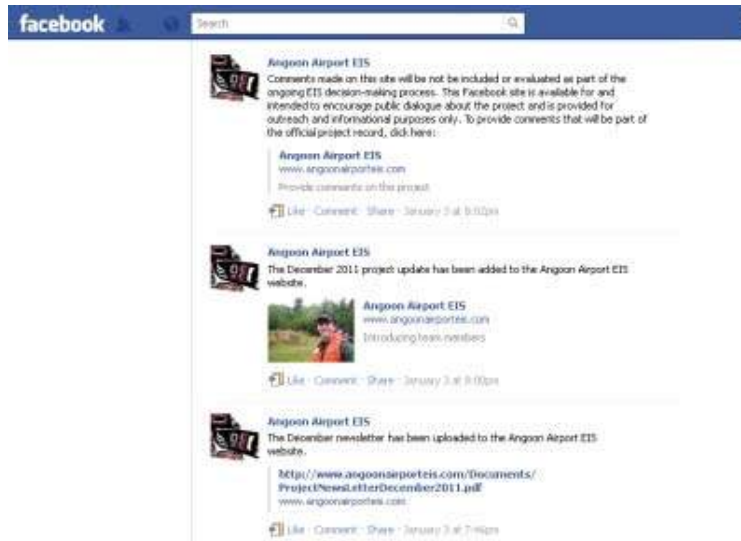 facebook
Search
Angoon Airport EIS
Comments made on this site will be not be included or evaluated as part of the
ongoing EIS decision-making process. This Facebook site is available for and
intended to encourage public dialogue about the project and is provided for
outreach and informational purposes only. To provide comments that will be part of
the official project record, click here:
Angoon Airport EIS
www.angoonairporteis.com
Provide comments on the project
Like · Comment · Share · January 3 at
Angoon Airport EIS
The December 2011 project update has been added to the Angoon Airport EIS
website.
Angoon Airport EIS
www.angoonairporteis.com
Introducing team members
Like · Comment · Share · January 3 at
Angoon Airport EIS
The December newsletter has been uploaded to the Angoon Airport EIS
website.
http://www.angoonairporteis.com/Documents/
ProjectNewsLetterDecember2011.pdf
www.angoonairporteis.com
Like · Comment · Share · January 3 at 7:46pm